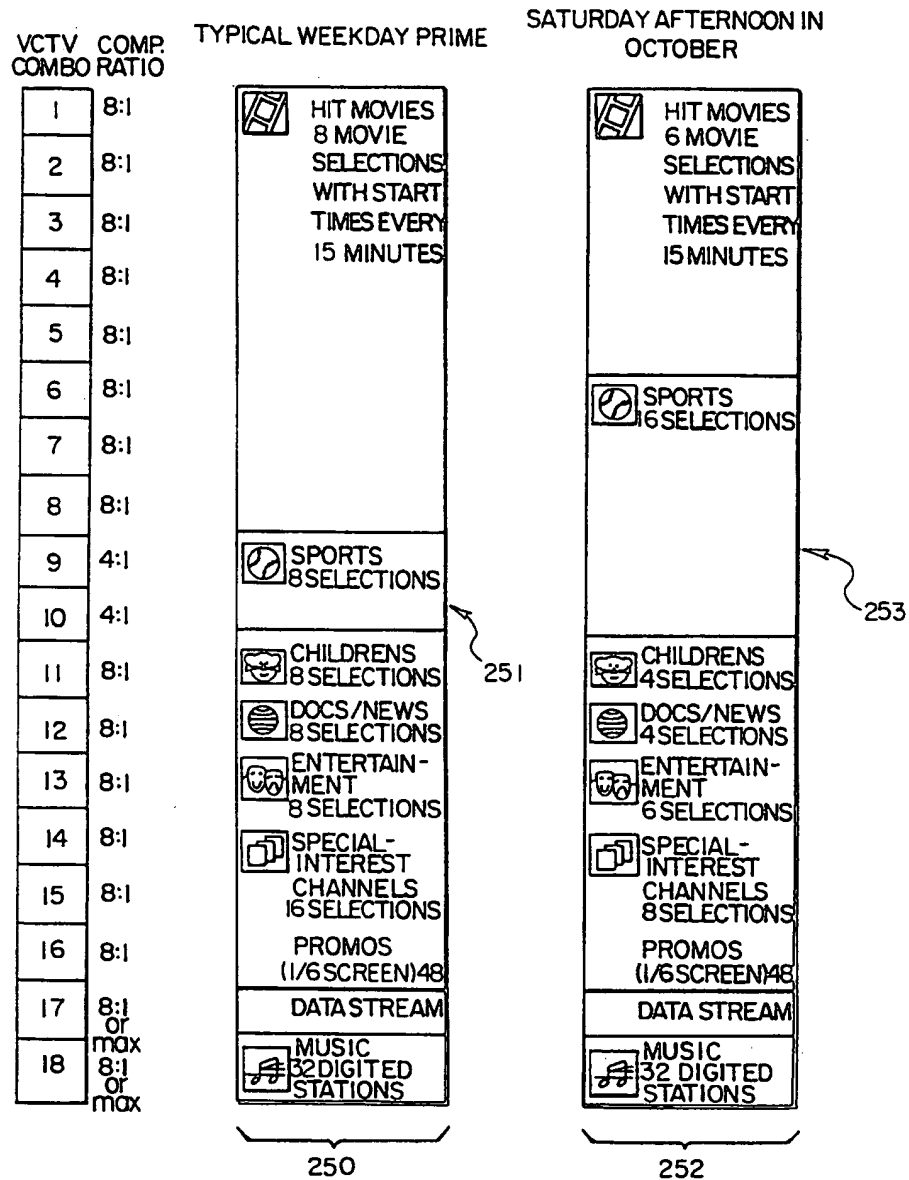 VCTV COMBO
COMP. RATIO
1 8:1
2 8:1
3 8:1
4 8:1
5 8:1
6 8:1
7 8:1
8 8:1
9 4:1
10 4:1
11 8:1
12 8:1
13 8:1
14 8:1
15 8:1
16 8:1
17 8:1 or max
18 8:1 or max
TYPICAL WEEKDAY PRIME
HIT MOVIES
8 MOVIE
SELECTIONS
WITH START
TIMES EVERY
15 MINUTES
SPORTS
8 SELECTIONS
251
CHILDRENS
8 SELECTIONS
DOCS/NEWS
8 SELECTIONS
ENTERTAIN-
MENT
8 SELECTIONS
SPECIAL-
INTEREST
CHANNELS
16 SELECTIONS
PROMOS
(1/6 SCREEN)48
DATA STREAM
MUSIC
32 DIGITED
STATIONS
250
SATURDAY AFTERNOON IN
OCTOBER
HIT MOVIES
6 MOVIE
SELECTIONS
WITH START
TIMES EVERY
15 MINUTES
SPORTS
16 SELECTIONS
253
CHILDRENS
4 SELECTIONS
DOCS/NEWS
4 SELECTIONS
ENTERTAIN-
MENT
6 SELECTIONS
SPECIAL-
INTEREST
CHANNELS
8 SELECTIONS
PROMOS
(1/6 SCREEN)48
DATA STREAM
MUSIC
32 DIGITED
STATIONS
252